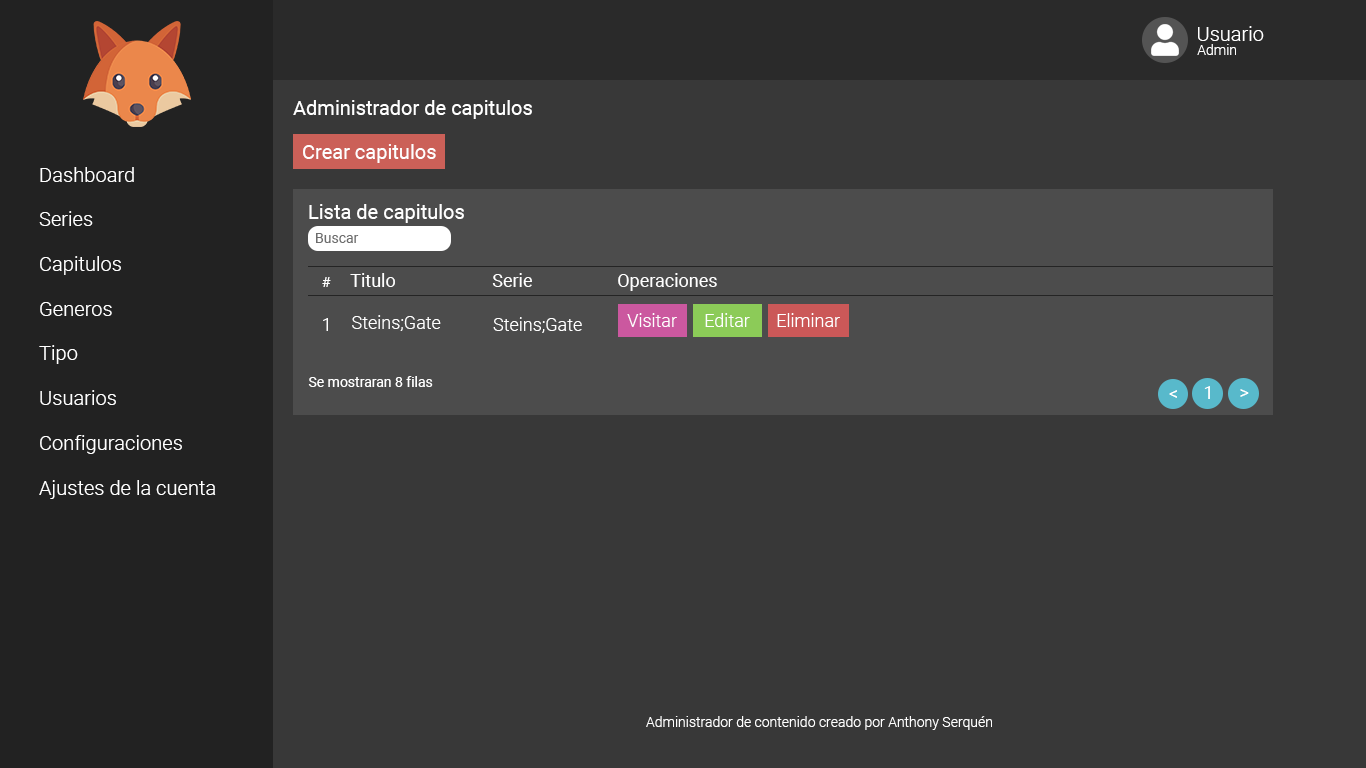 Usuario
Admin
Dashboard
Series
Capitulos
Generos
Tipo
Usuarios
Configuraciones
Ajustes de la cuenta
Administrador de capitulos
Crear capitulos
Lista de capitulos
Buscar
# Titulo Serie Operaciones
1 Steins;Gate Steins;Gate Visitar Editar Eliminar
Se mostraran 8 filas
< 1 >
Administrador de contenido creado por Anthony Serquén